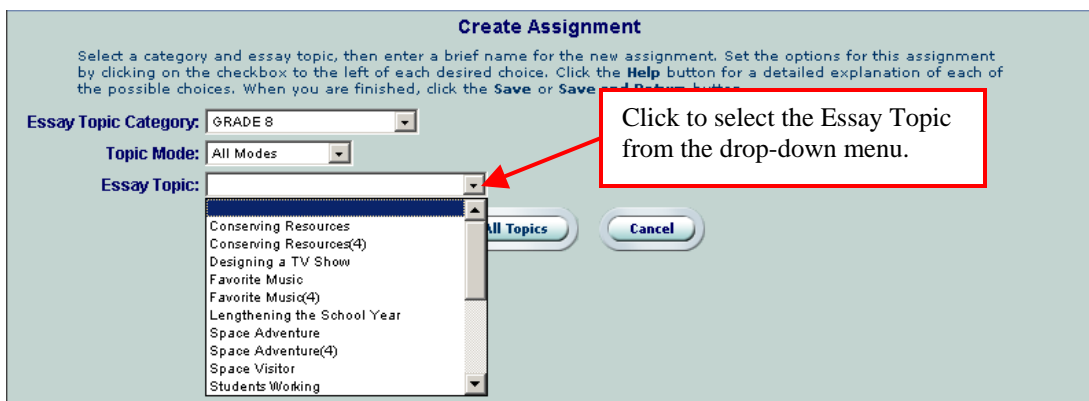 Create Assignment
Select a category and essay topic, then enter a brief name for the new assignment. Set the options for this assignment
by clicking on the checkbox to the left of each desired choice. Click the Help button for a detailed explanation of each of
the possible choices. When you are finished, click the Save or Save and Return button.
Click to select the Essay Topic
from the drop-down menu.
Essay Topic Category: GRADE 8
Topic Mode: All Modes
Essay Topic:
Conserving Resources
Conserving Resources(4)
Designing a TV Show
Favorite Music
Favorite Music(4)
Lengthening the School Year
Space Adventure
Space Adventure(4)
Space Visitor
Students Working
All Topics
Cancel